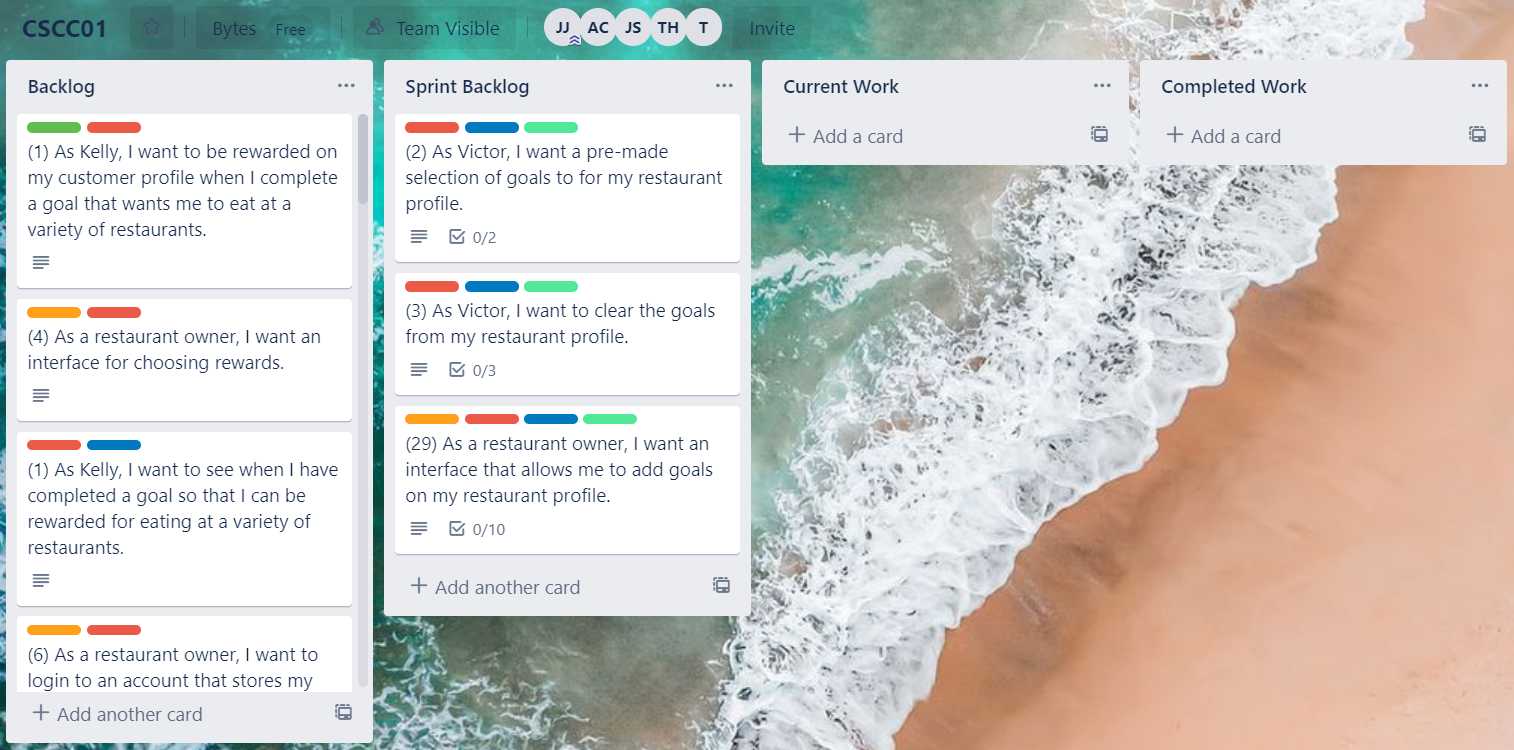 CSCC01 Bytes Free Team Visible JJ AC JS TH T Invite
Backlog
(1) As Kelly, I want to be rewarded on
my customer profile when I complete
a goal that wants me to eat at a
variety of restaurants.
(4) As a restaurant owner, I want an
interface for choosing rewards.
(1) As Kelly, I want to see when I have
completed a goal so that I can be
rewarded for eating at a variety of
restaurants.
(6) As a restaurant owner, I want to
login to an account that stores my
+ Add another card
Sprint Backlog
(2) As Victor, I want a pre-made
selection of goals to for my restaurant
profile.
0/2
(3) As Victor, I want to clear the goals
from my restaurant profile.
0/3
(29) As a restaurant owner, I want an
interface that allows me to add goals
on my restaurant profile.
0/10
+ Add another card
Current Work
+ Add a card
Completed Work
+ Add a card